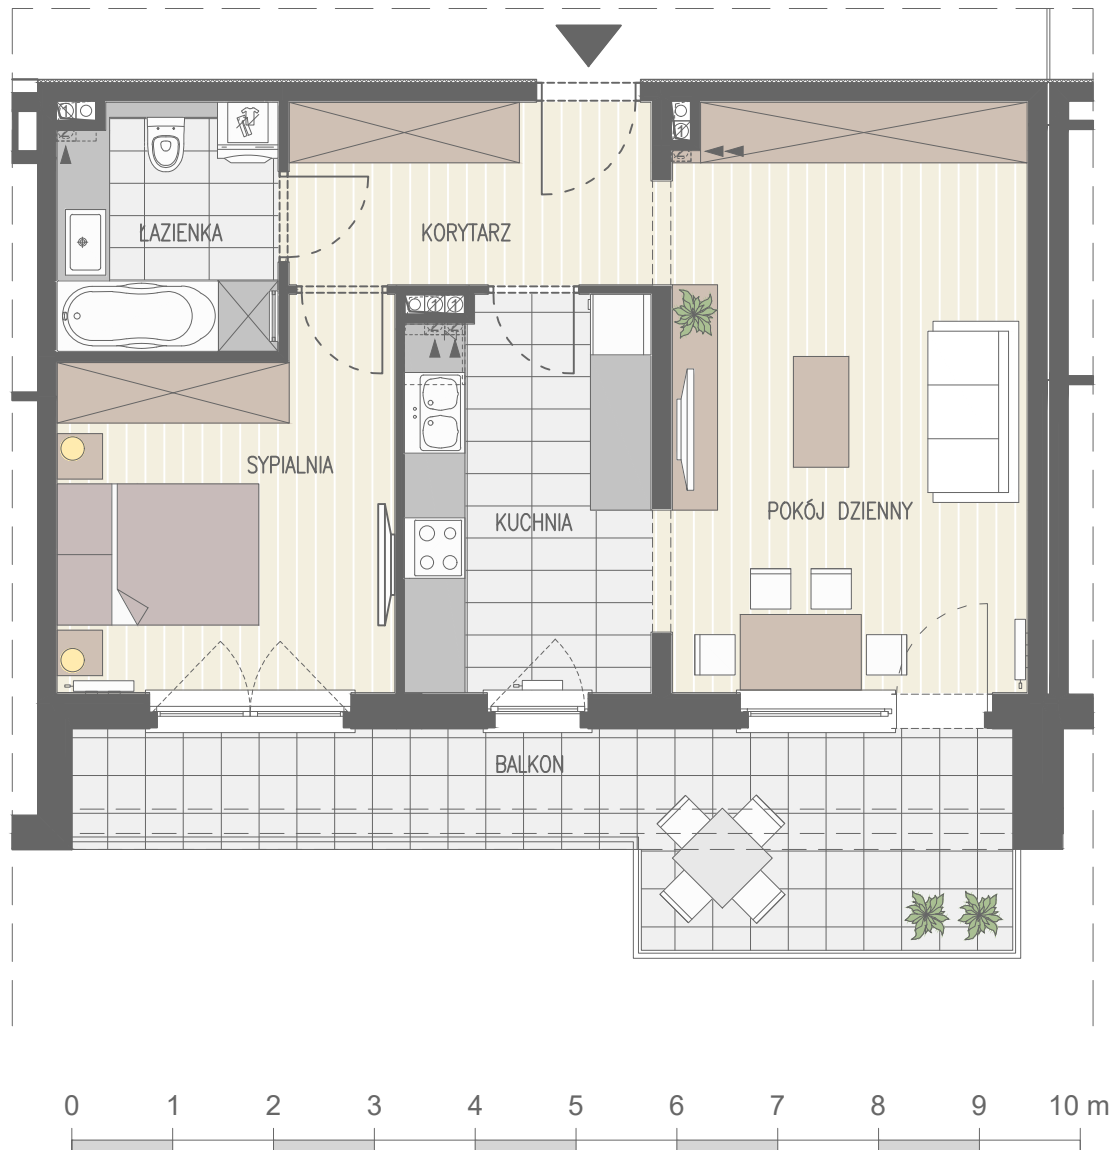 ŁAZIENKA
KORYTARZ
SYPIALNIA
KUCHNIA
POKÓJ DZIENNY
BALKON
0 1 2 3 4 5 6 7 8 9 10 m